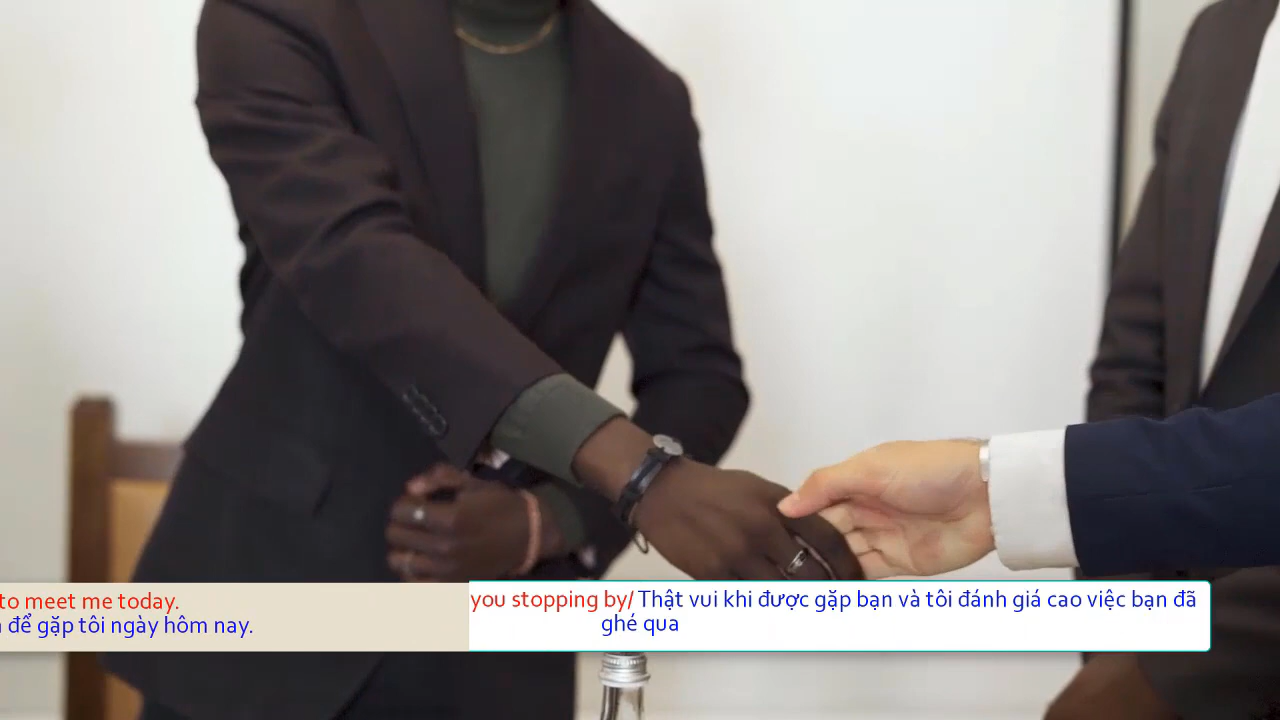 to meet me today.
để gặp tôi ngày hôm nay.
you stopping by/ Thật vui khi được gặp bạn và tôi đánh giá cao việc bạn đã
ghé qua